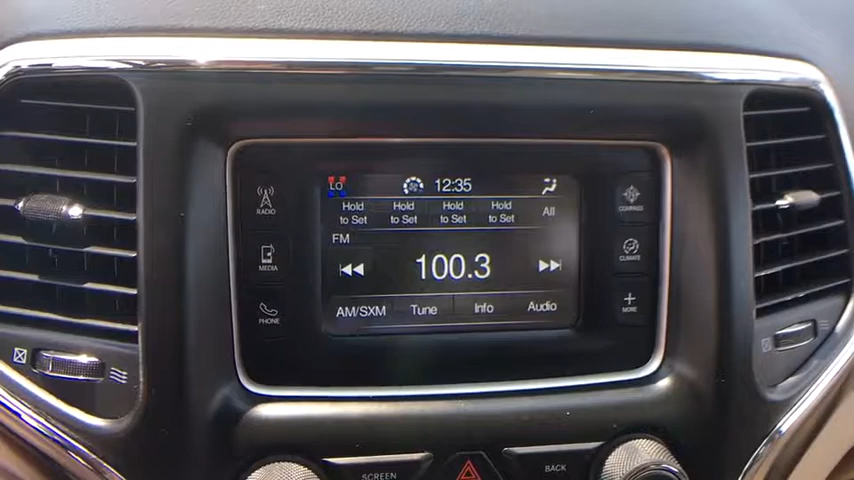 LO 12:35
Hold to Set Hold to Set Hold to Set Hold to Set All
RADIO
COMPASS
FM
MEDIA
100.3
CLIMATE
PHONE
MORE
AM/SXM Tune Info Audio
SCREEN
BACK